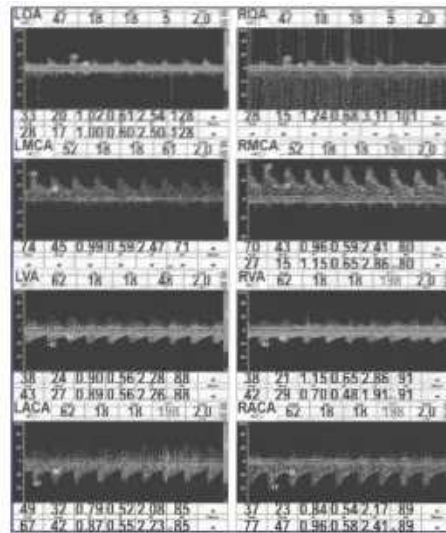 LOA 47 18 18 5 2,0
ROA 47 18 18 5 2,0
33 20 1.02 0.61 2.54 128 -
28 15 1.24 0.68 3.11 101 -
28 17 1.00 0.60 2.50 128 -
- - - - - - -
LMCA 52 18 18 61 2,0
RMCA 52 18 18 198 2,0
74 45 0.99 0.59 2.47 71 -
70 43 0.96 0.59 2.41 80 -
- - - - - - -
27 15 1.15 0.65 2.86 80 -
LVA 62 18 18 48 2,0
RVA 62 18 18 198 2,0
38 24 0.90 0.56 2.28 88 -
38 21 1.15 0.65 2.86 91 -
43 27 0.89 0.56 2.26 88 -
42 29 0.70 0.48 1.91 91 -
LACA 62 18 18 198 2,0
RACA 62 18 18 198 2,0
49 32 0.79 0.52 2.08 85 -
37 23 0.84 0.54 2.17 89 -
67 42 0.87 0.55 2.23 85 -
77 47 0.96 0.58 2.41 89 -